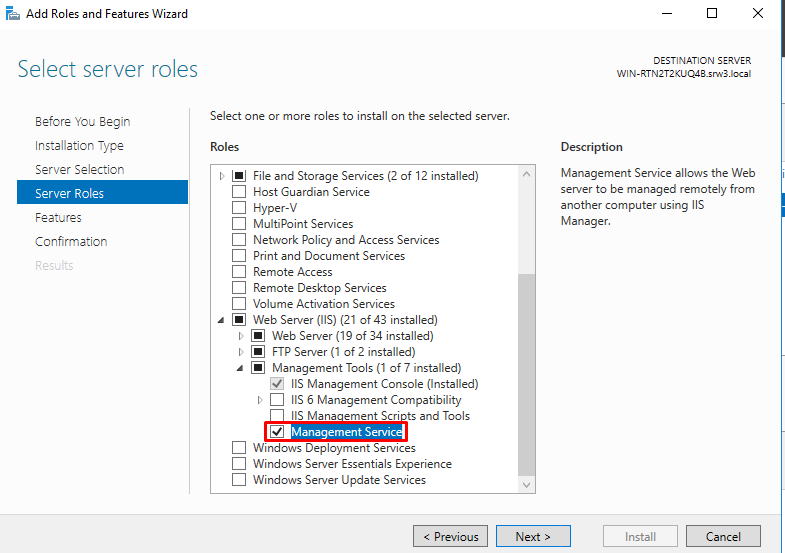 Add Roles and Features Wizard
Select server roles
DESTINATION SERVER
WIN-RTN2T2KUQ4B.srw3.local
Before You Begin
Installation Type
Server Selection
Server Roles
Features
Confirmation
Results
Select one or more roles to install on the selected server.
Roles
File and Storage Services (2 of 12 installed)
Host Guardian Service
Hyper-V
MultiPoint Services
Network Policy and Access Services
Print and Document Services
Remote Access
Remote Desktop Services
Volume Activation Services
Web Server (IIS) (21 of 43 installed)
Web Server (19 of 34 installed)
FTP Server (1 of 2 installed)
Management Tools (1 of 7 installed)
IIS Management Console (Installed)
IIS 6 Management Compatibility
IIS Management Scripts and Tools
Management Service
Windows Deployment Services
Windows Server Essentials Experience
Windows Server Update Services
Description
Management Service allows the Web
server to be managed remotely from
another computer using IIS
Manager.
< Previous
Next >
Install
Cancel